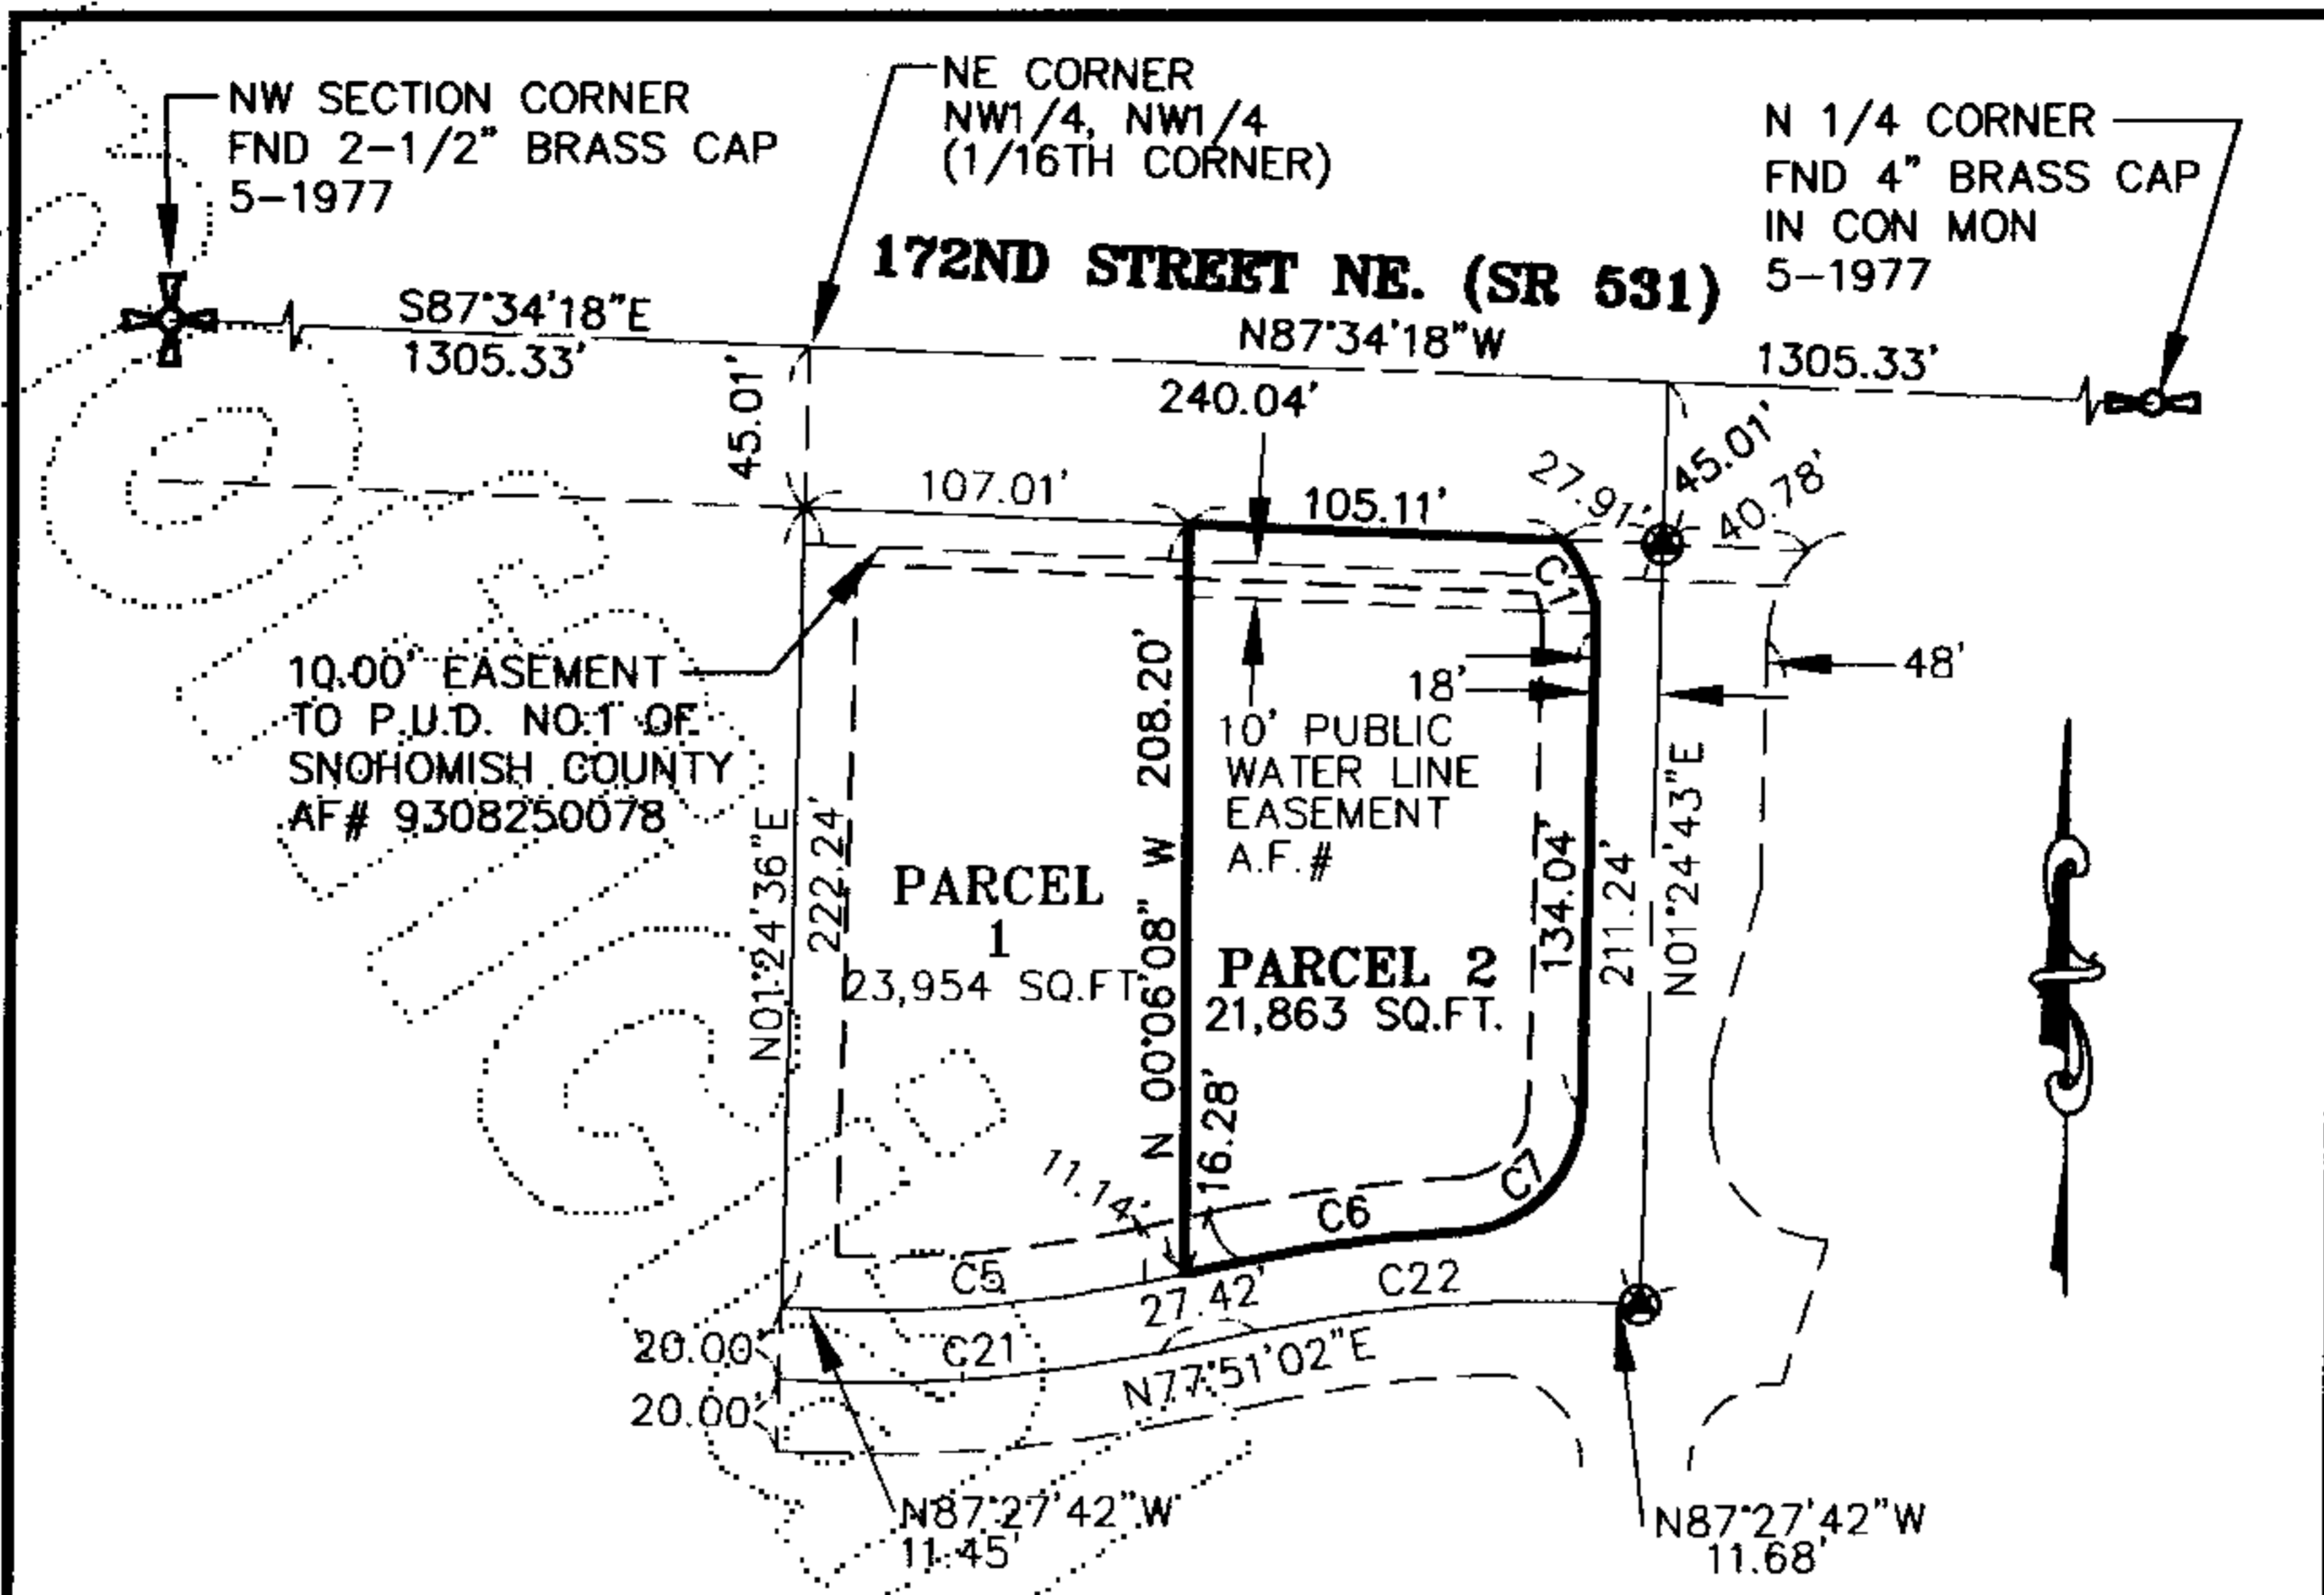 NW SECTION CORNER
FND 2-1/2" BRASS CAP
5-1977
NE CORNER
NW1/4, NW1/4
(1/16TH CORNER)
N 1/4 CORNER
FND 4" BRASS CAP
IN CON MON
5-1977
172ND STREET NE. (SR 531)
S87°34'18"E
1305.33'
N87°34'18"W
240.04'
1305.33'
45.01'
107.01'
105.11'
27.91'
45.01'
40.78'
C1
10.00' EASEMENT
TO P.U.D. NO.1 OF
SNOHOMISH COUNTY
AF# 9308250078
18'
48'
10' PUBLIC
WATER LINE
EASEMENT
A.F.#
N01°24'36"E
222.24'
PARCEL
1
23,954 SQ.FT.
N 00°06'08" W 208.20'
PARCEL 2
21,863 SQ.FT.
134.04'
211.24'
N01°24'43"E
11.14'
16.28'
C7
C6
C5
27.42'
C22
20.00'
C21
N77°51'02"E
20.00'
N87°27'42"W
11.45'
N87°27'42"W
11.68'